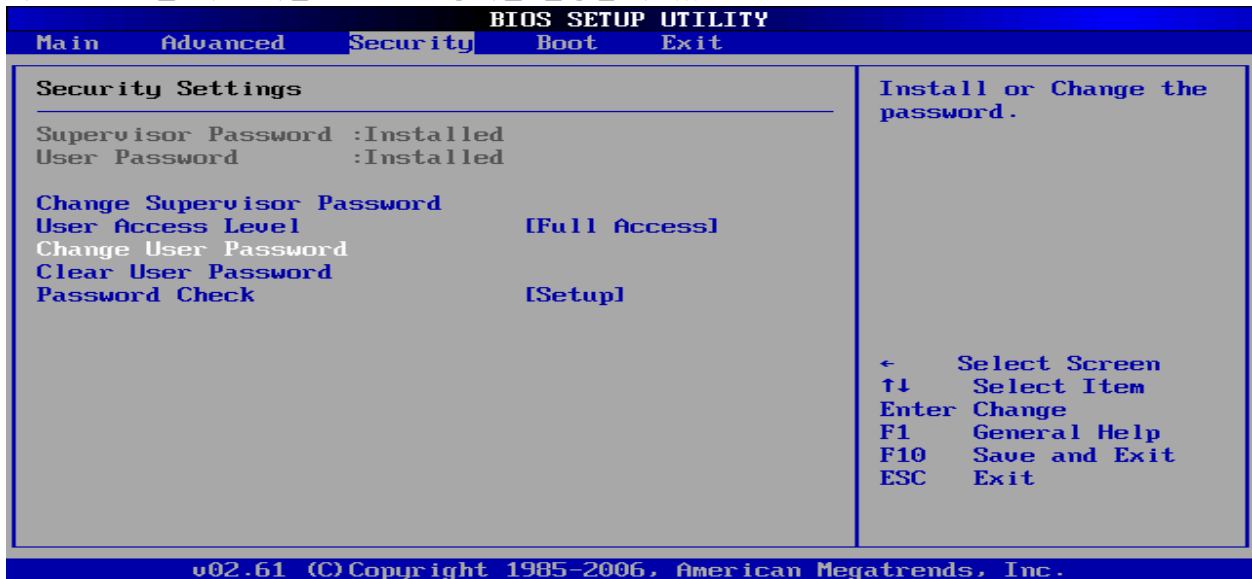 BIOS SETUP UTILITY
Main Advanced Security Boot Exit
Security Settings
Supervisor Password :Installed
User Password :Installed
Change Supervisor Password
User Access Level [Full Access]
Change User Password
Clear User Password
Password Check [Setup]
Install or Change the
password.
← Select Screen
↑↓ Select Item
Enter Change
F1 General Help
F10 Save and Exit
ESC Exit
v02.61 (C)Copyright 1985-2006, American Megatrends, Inc.